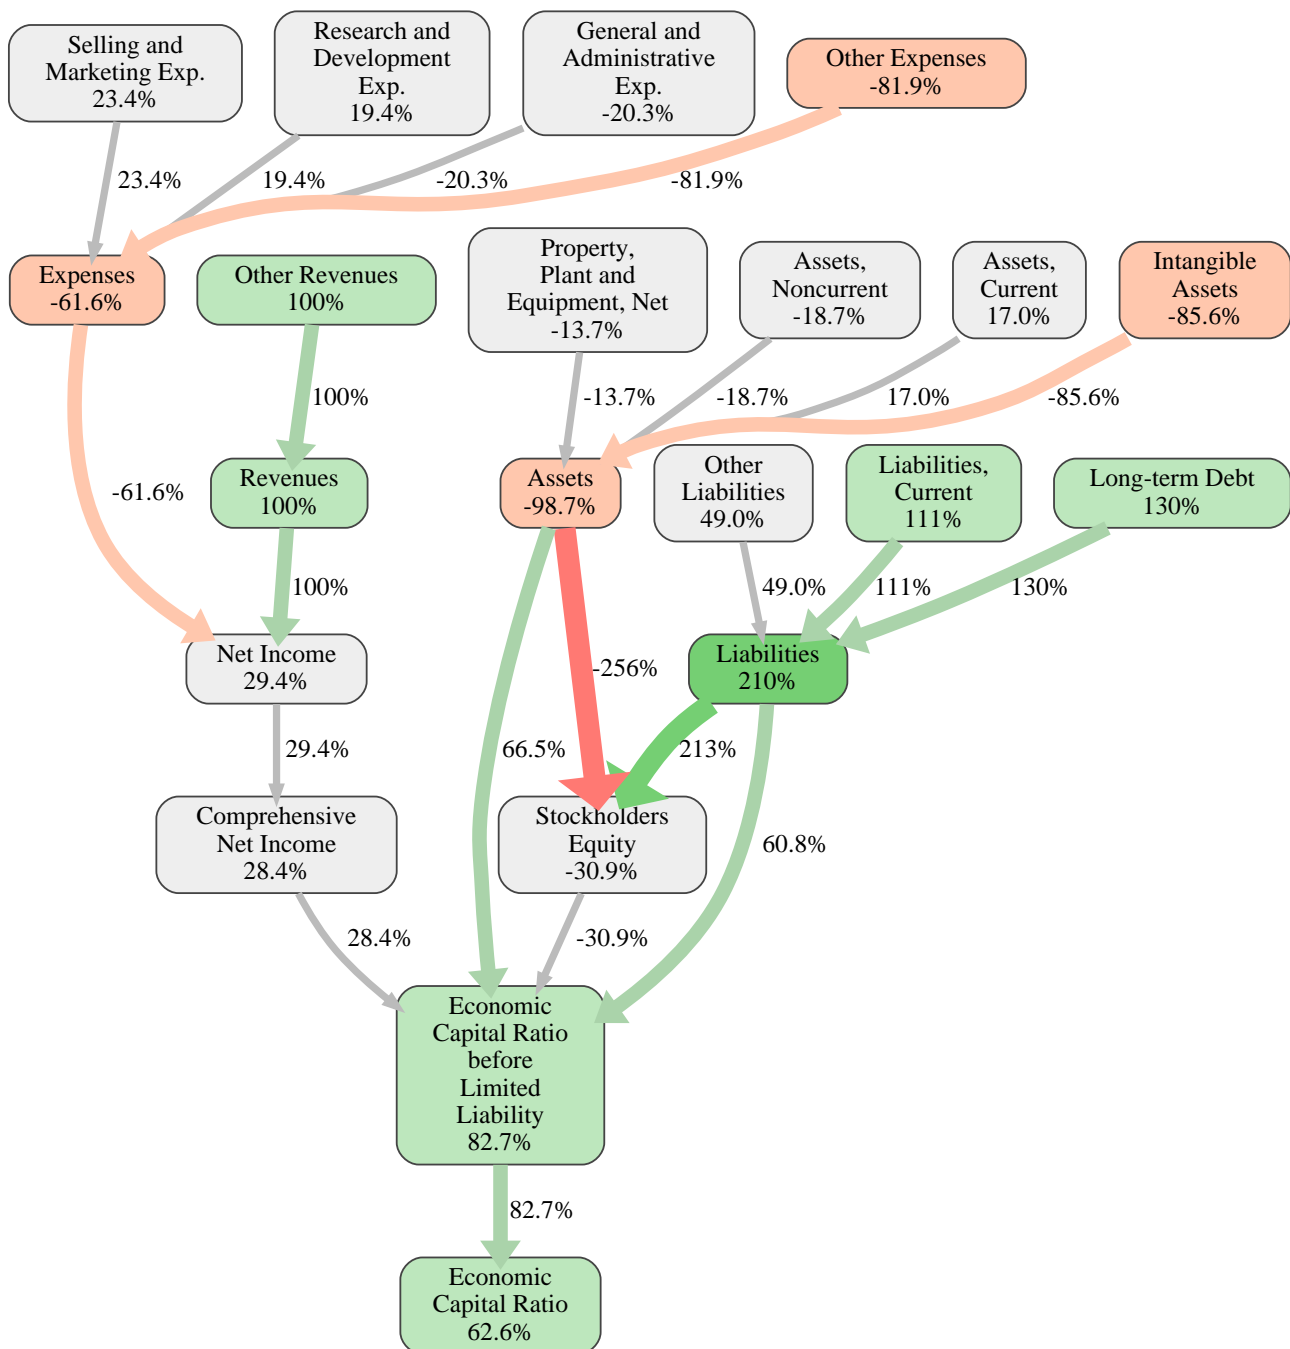 Selling and
Marketing Exp.
23.4%
Research and
Development
Exp.
19.4%
General and
Administrative
Exp.
-20.3%
Other Expenses
-81.9%
23.4%
19.4%
-20.3%
-81.9%
Expenses
-61.6%
Other Revenues
100%
Property,
Plant and
Equipment, Net
-13.7%
Assets,
Noncurrent
-18.7%
Assets,
Current
17.0%
Intangible
Assets
-85.6%
100%
-13.7%
-18.7%
17.0%
-85.6%
-61.6%
Revenues
100%
Assets
-98.7%
Other
Liabilities
49.0%
Liabilities,
Current
111%
Long-term Debt
130%
100%
49.0%
111%
130%
Net Income
29.4%
-256%
Liabilities
210%
29.4%
66.5%
213%
Comprehensive
Net Income
28.4%
Stockholders
Equity
-30.9%
60.8%
28.4%
-30.9%
Economic
Capital Ratio
before
Limited
Liability
82.7%
82.7%
Economic
Capital Ratio
62.6%